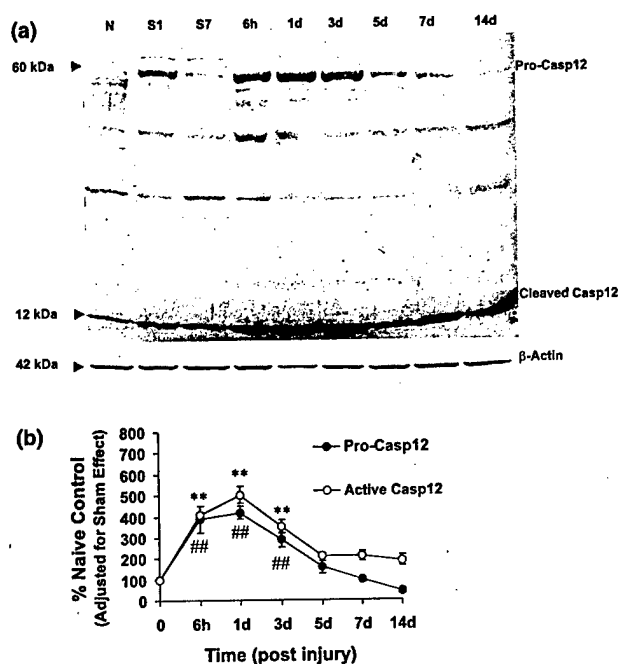 (a)
N S1 S7 6h 1d 3d 5d 7d 14d
60 kDa
Pro-Casp12
Cleaved Casp12
12 kDa
42 kDa
β-Actin
(b)
% Naive Control
(Adjusted for Sham Effect)
800
700
600
500
400
300
200
100
0
Pro-Casp12
Active Casp12
** ** **
## ## ##
0 6h 1d 3d 5d 7d 14d
Time (post injury)